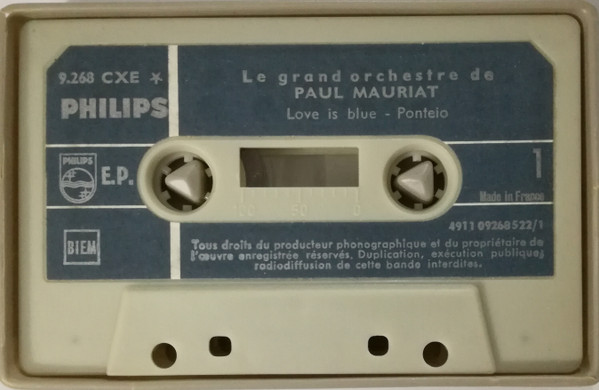 9.268 CXE *
PHILIPS
Le grand orchestre de
PAUL MAURIAT
Love is blue - Ponteio
PHILIPS
E.P.
1
Made in France
50
0
BIEM
4911 09268522/1
Tous droits du producteur phonographique et du propriétaire de
l'œuvre enregistrée réservés. Duplication, exécution publique,
radiodiffusion de cette bande interdites.